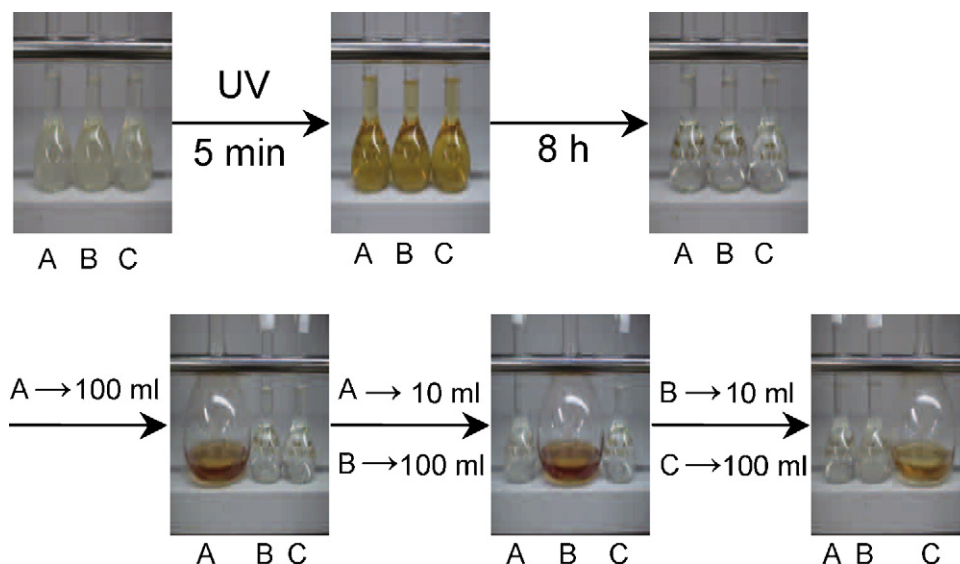 UV
5 min
8 h
A B C
A B C
A B C
A → 100 ml
A → 10 ml
B → 100 ml
B → 10 ml
C → 100 ml
A B C
A B C
A B C